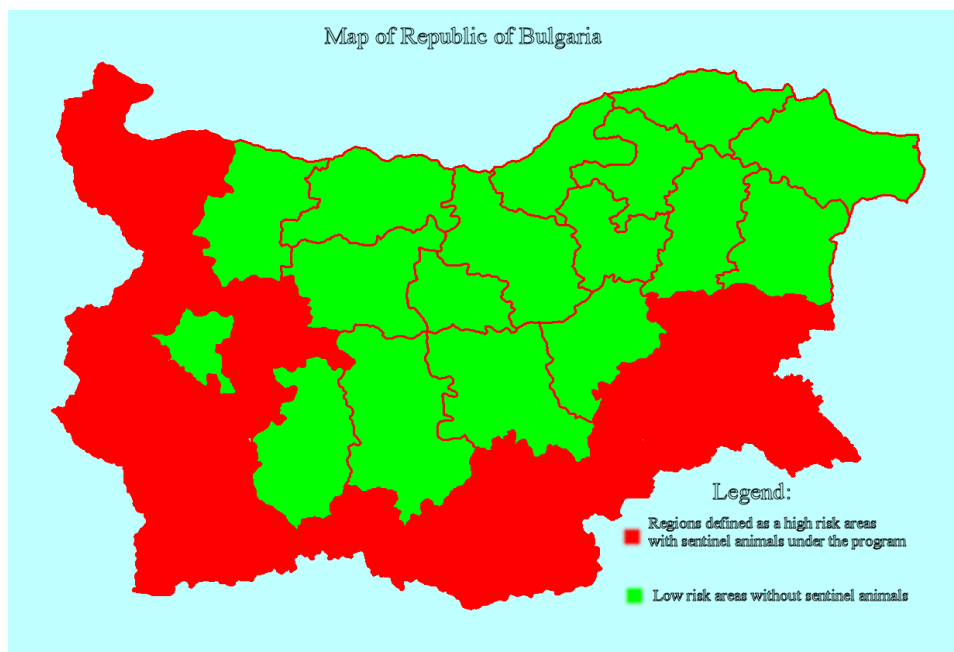 Map of Republic of Bulgaria
Legend:
Regions defined as a high risk areas
with sentinel animals under the program
Low risk areas without sentinel animals